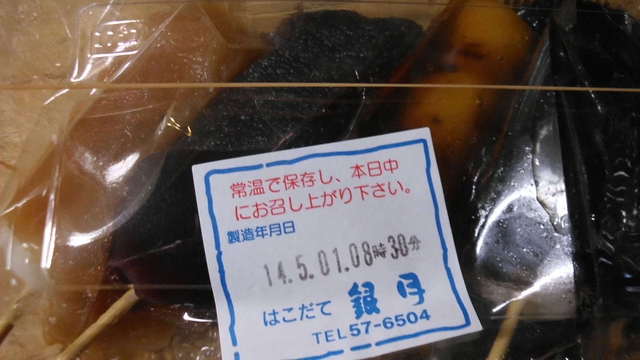 常温で保存し、本日中
にお召し上がり下さい。
製造年月日
14.5.01.08時30分
はこだて 銀月
TEL57-6504